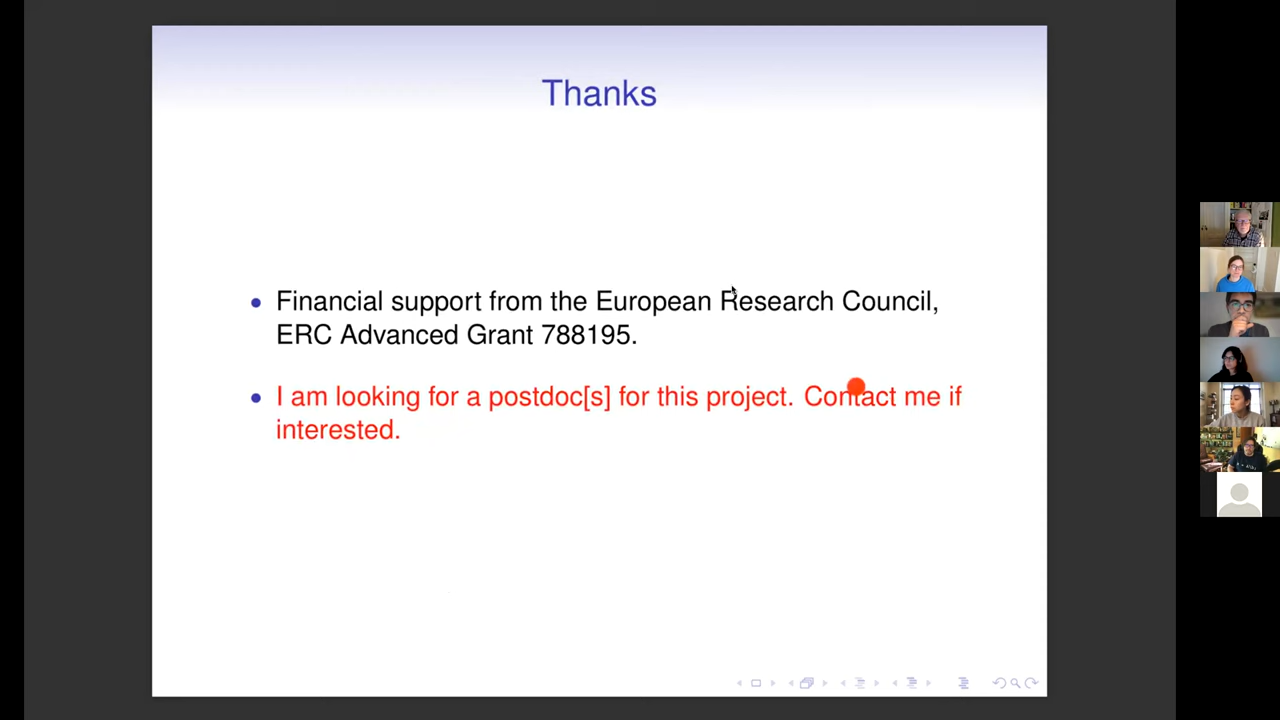 Thanks
Financial support from the European Research Council,
ERC Advanced Grant 788195.
I am looking for a postdoc[s] for this project. Contact me if
interested.